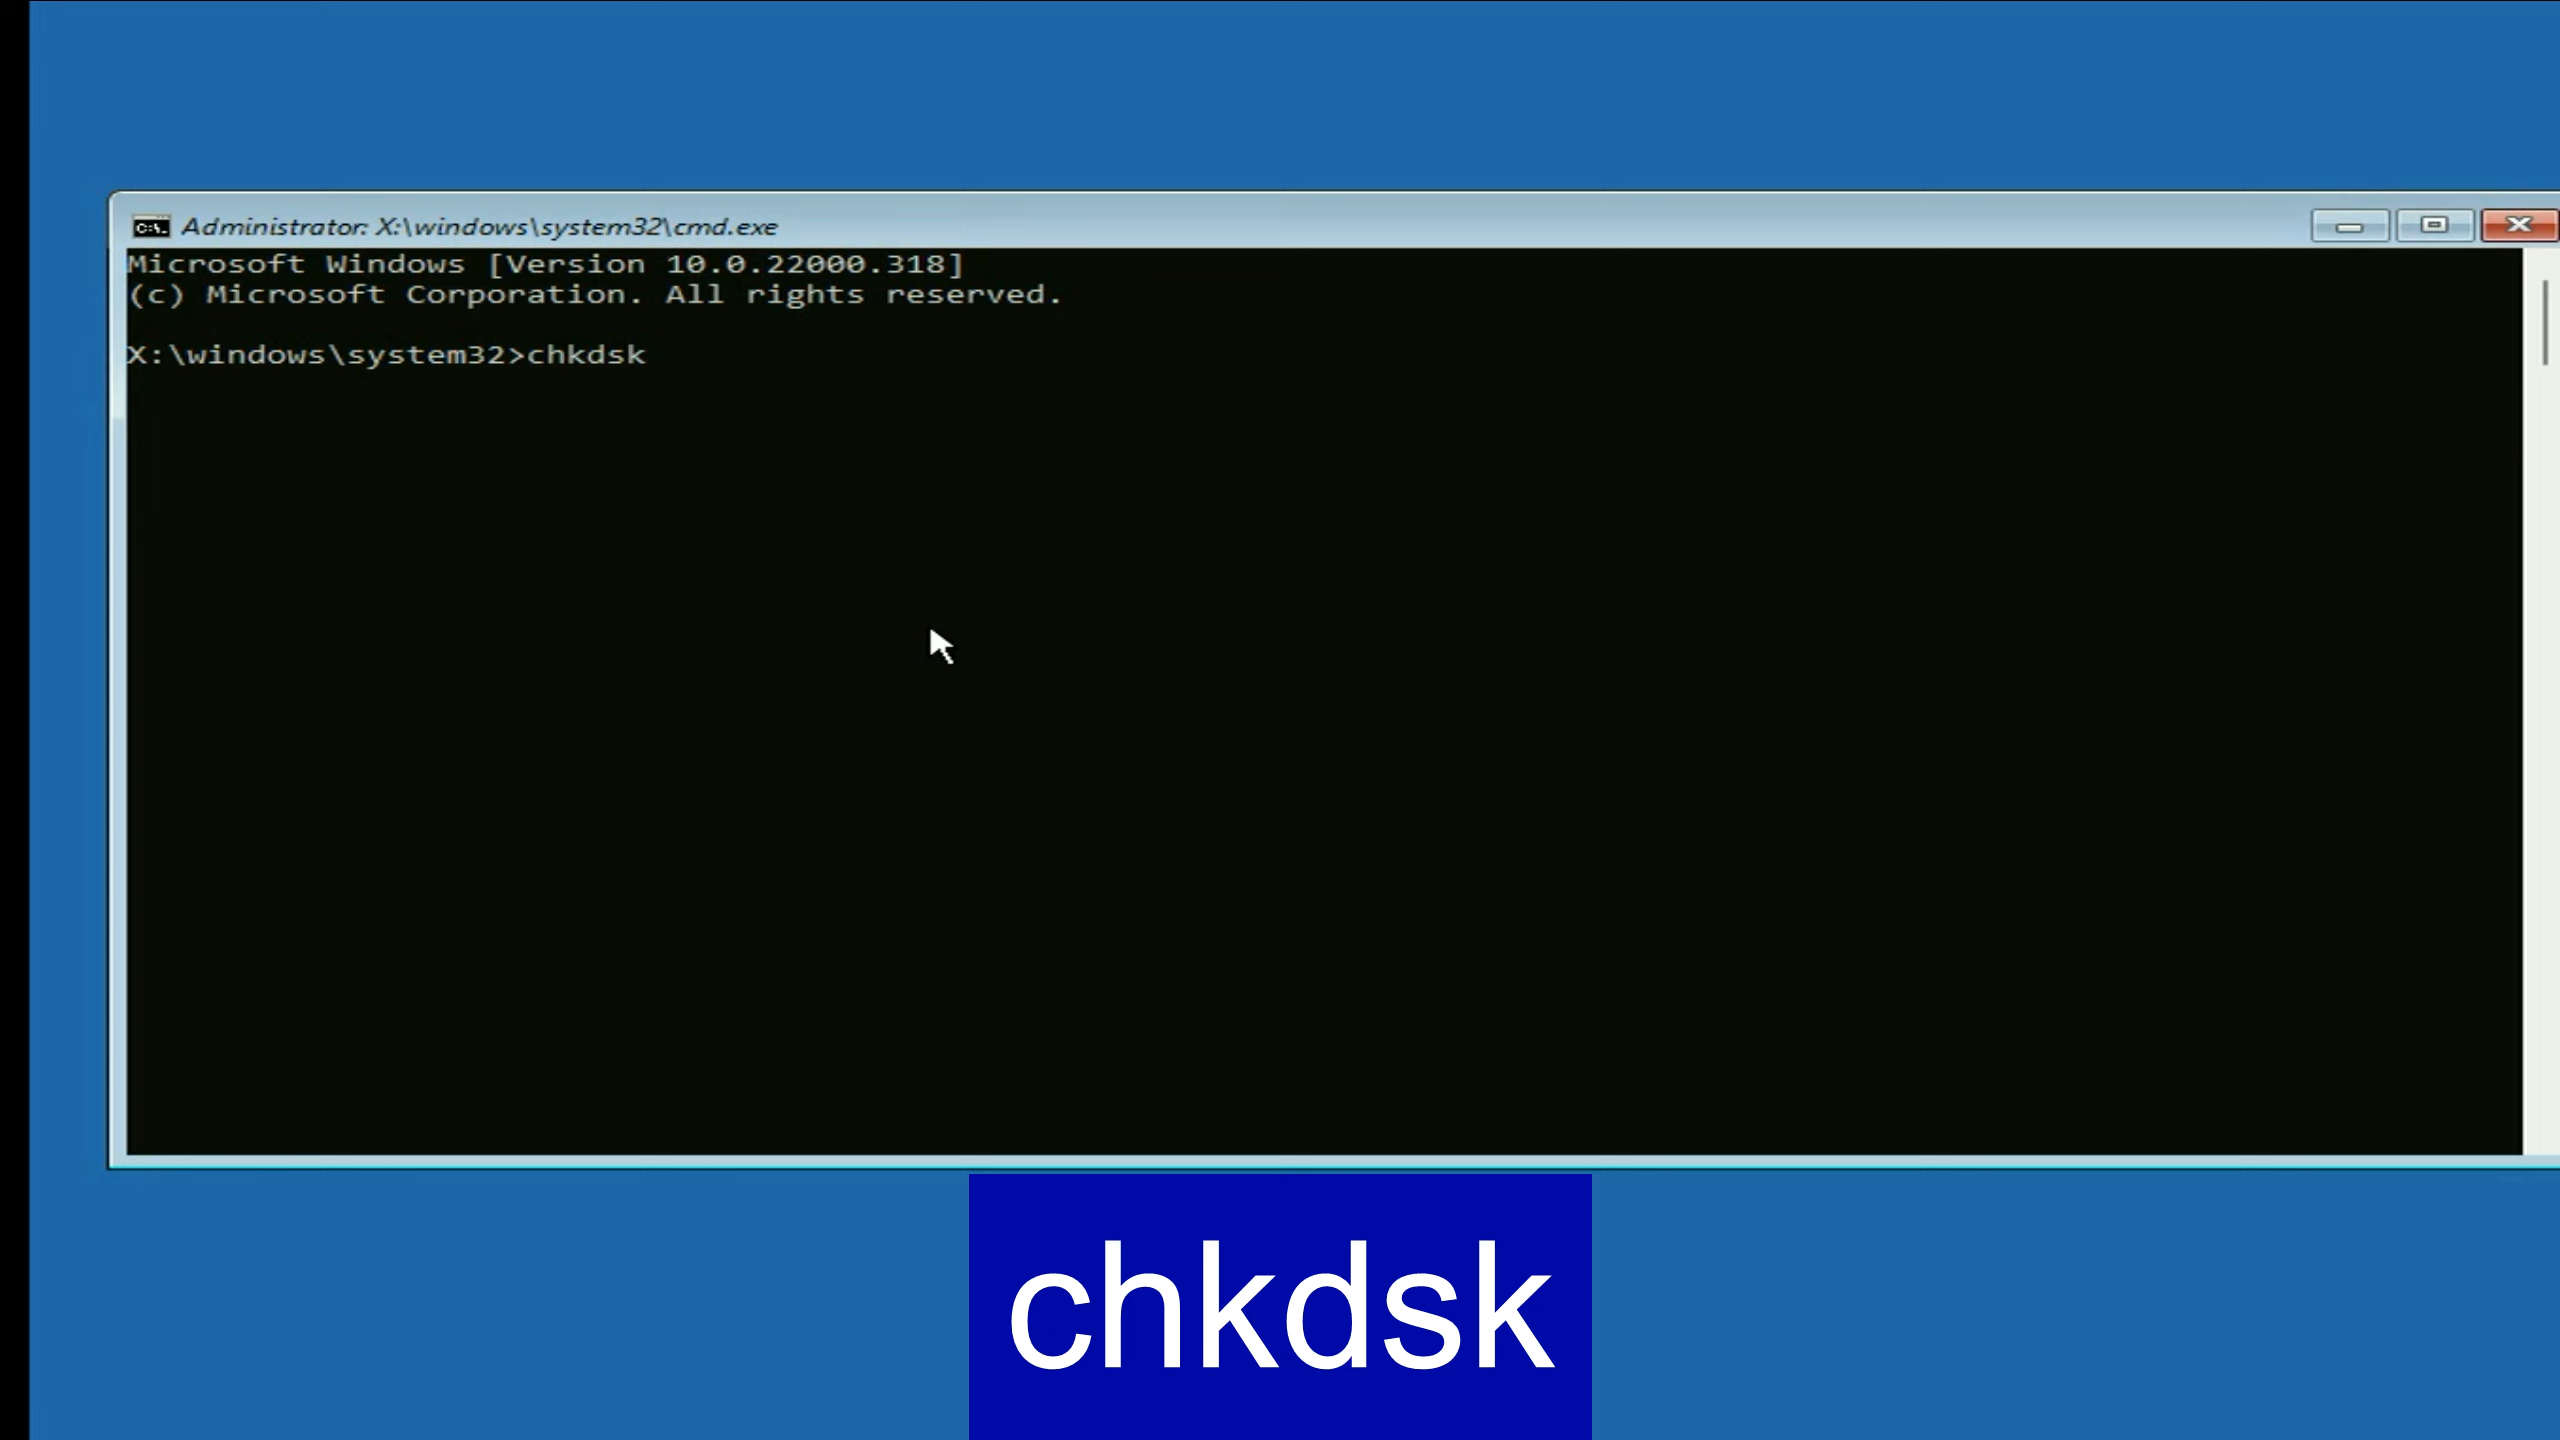 Administrator: X:\windows\system32\cmd.exe
Microsoft Windows [Version 10.0.22000.318]
(c) Microsoft Corporation. All rights reserved.
X:\windows\system32>chkdsk
chkdsk